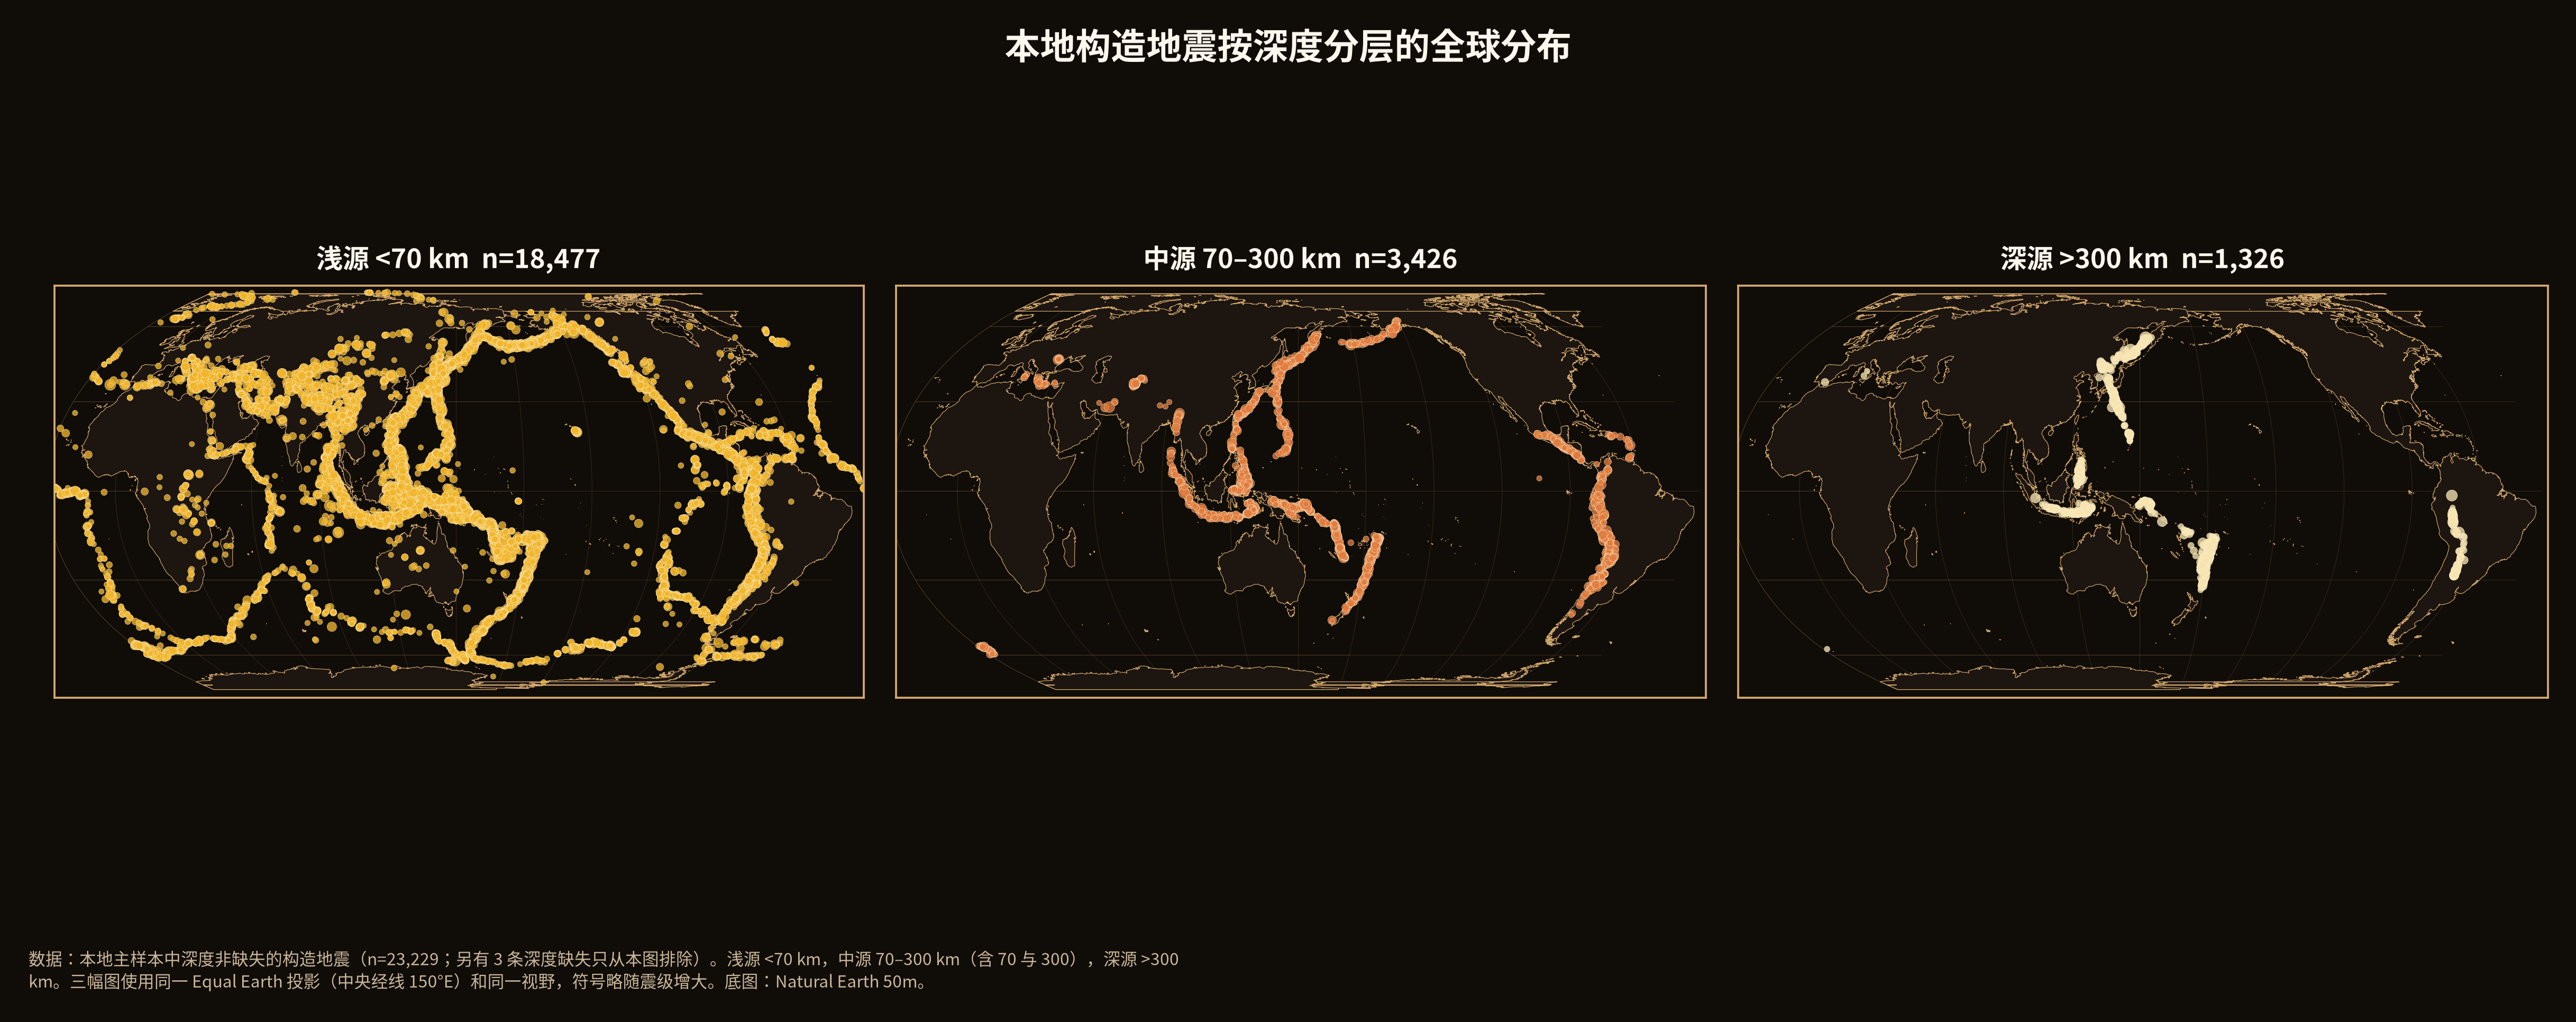 本地构造地震按深度分层的全球分布
浅源 <70 km  n=18,477
中源 70–300 km  n=3,426
深源 >300 km  n=1,326
数据：本地主样本中深度非缺失的构造地震（n=23,229；另有 3 条深度缺失只从本图排除）。浅源 <70 km，中源 70–300 km（含 70 与 300），深源 >300
km。三幅图使用同一 Equal Earth 投影（中央经线 150°E）和同一视野，符号略随震级增大。底图：Natural Earth 50m。